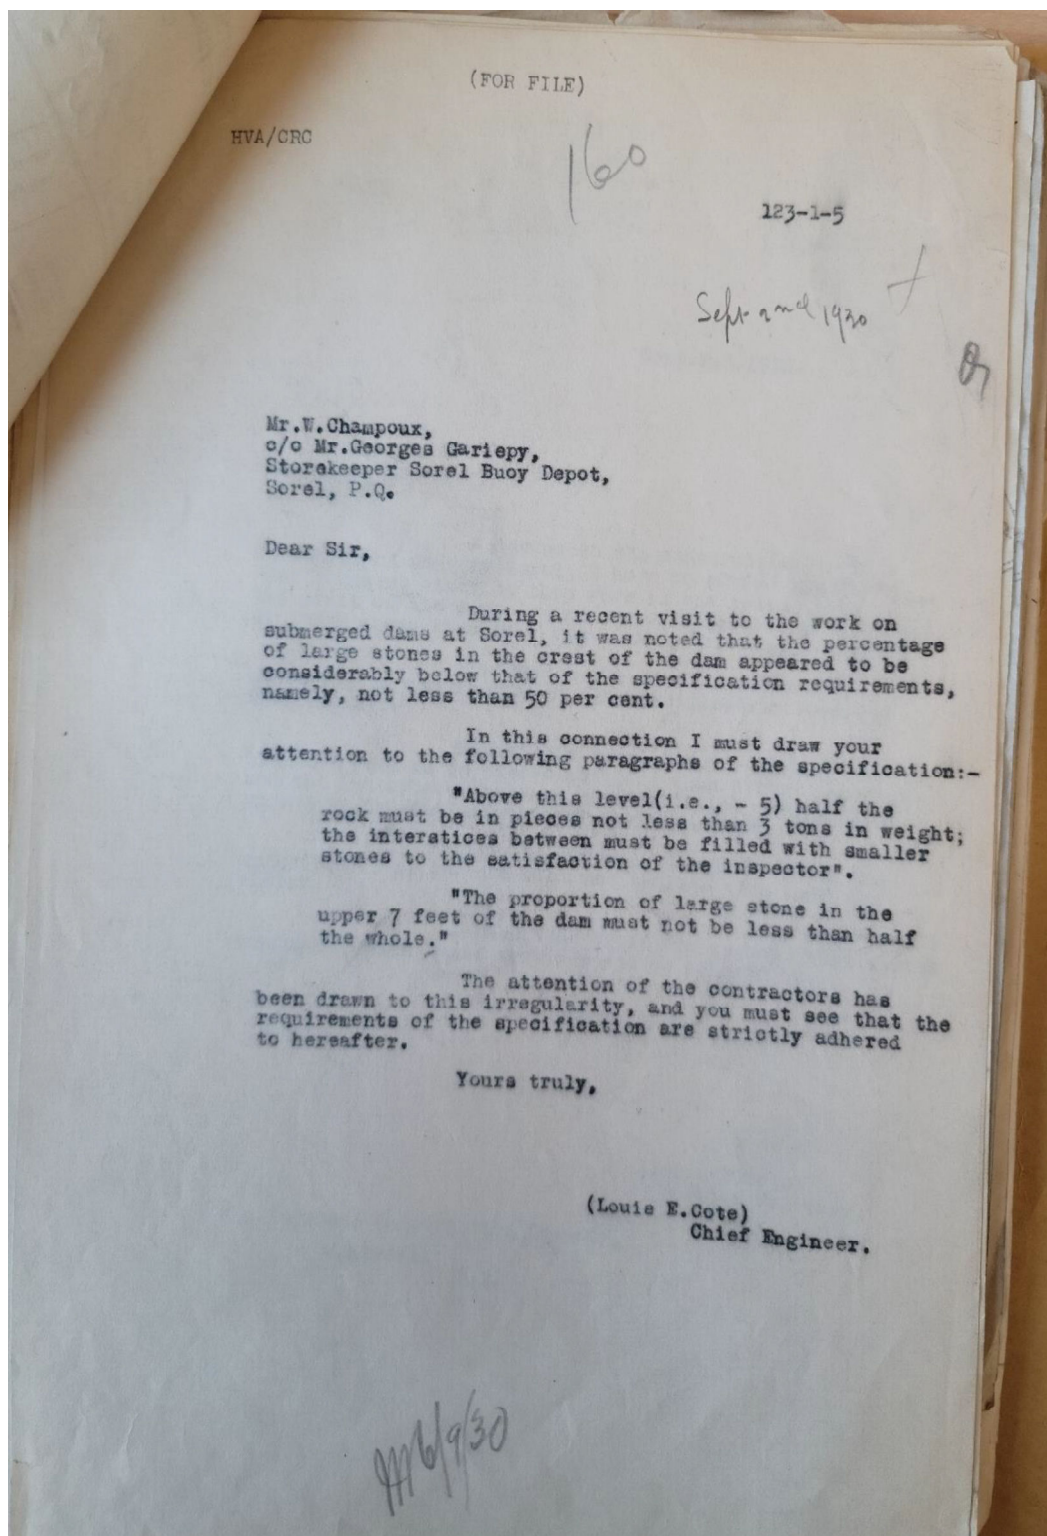 (FOR FILE)
HVA/CRC
160
123-1-5
Sept 2nd 1930
Mr.W.Champoux,
c/o Mr.Georges Gariepy,
Storekeeper Sorel Buoy Depot,
Sorel, P.Q.
Dear Sir,
During a recent visit to the work on
submerged dams at Sorel, it was noted that the percentage
of large stones in the crest of the dam appeared to be
considerably below that of the specification requirements,
namely, not less than 50 per cent.
In this connection I must draw your
attention to the following paragraphs of the specification:-
"Above this level(i.e., - 5) half the
rock must be in pieces not less than 3 tons in weight;
the interstices between must be filled with smaller
stones to the satisfaction of the inspector".
"The proportion of large stone in the
upper 7 feet of the dam must not be less than half
the whole."
The attention of the contractors has
been drawn to this irregularity, and you must see that the
requirements of the specification are strictly adhered
to hereafter.
Yours truly,
(Louie E.Cote)
Chief Engineer.
6/9/30